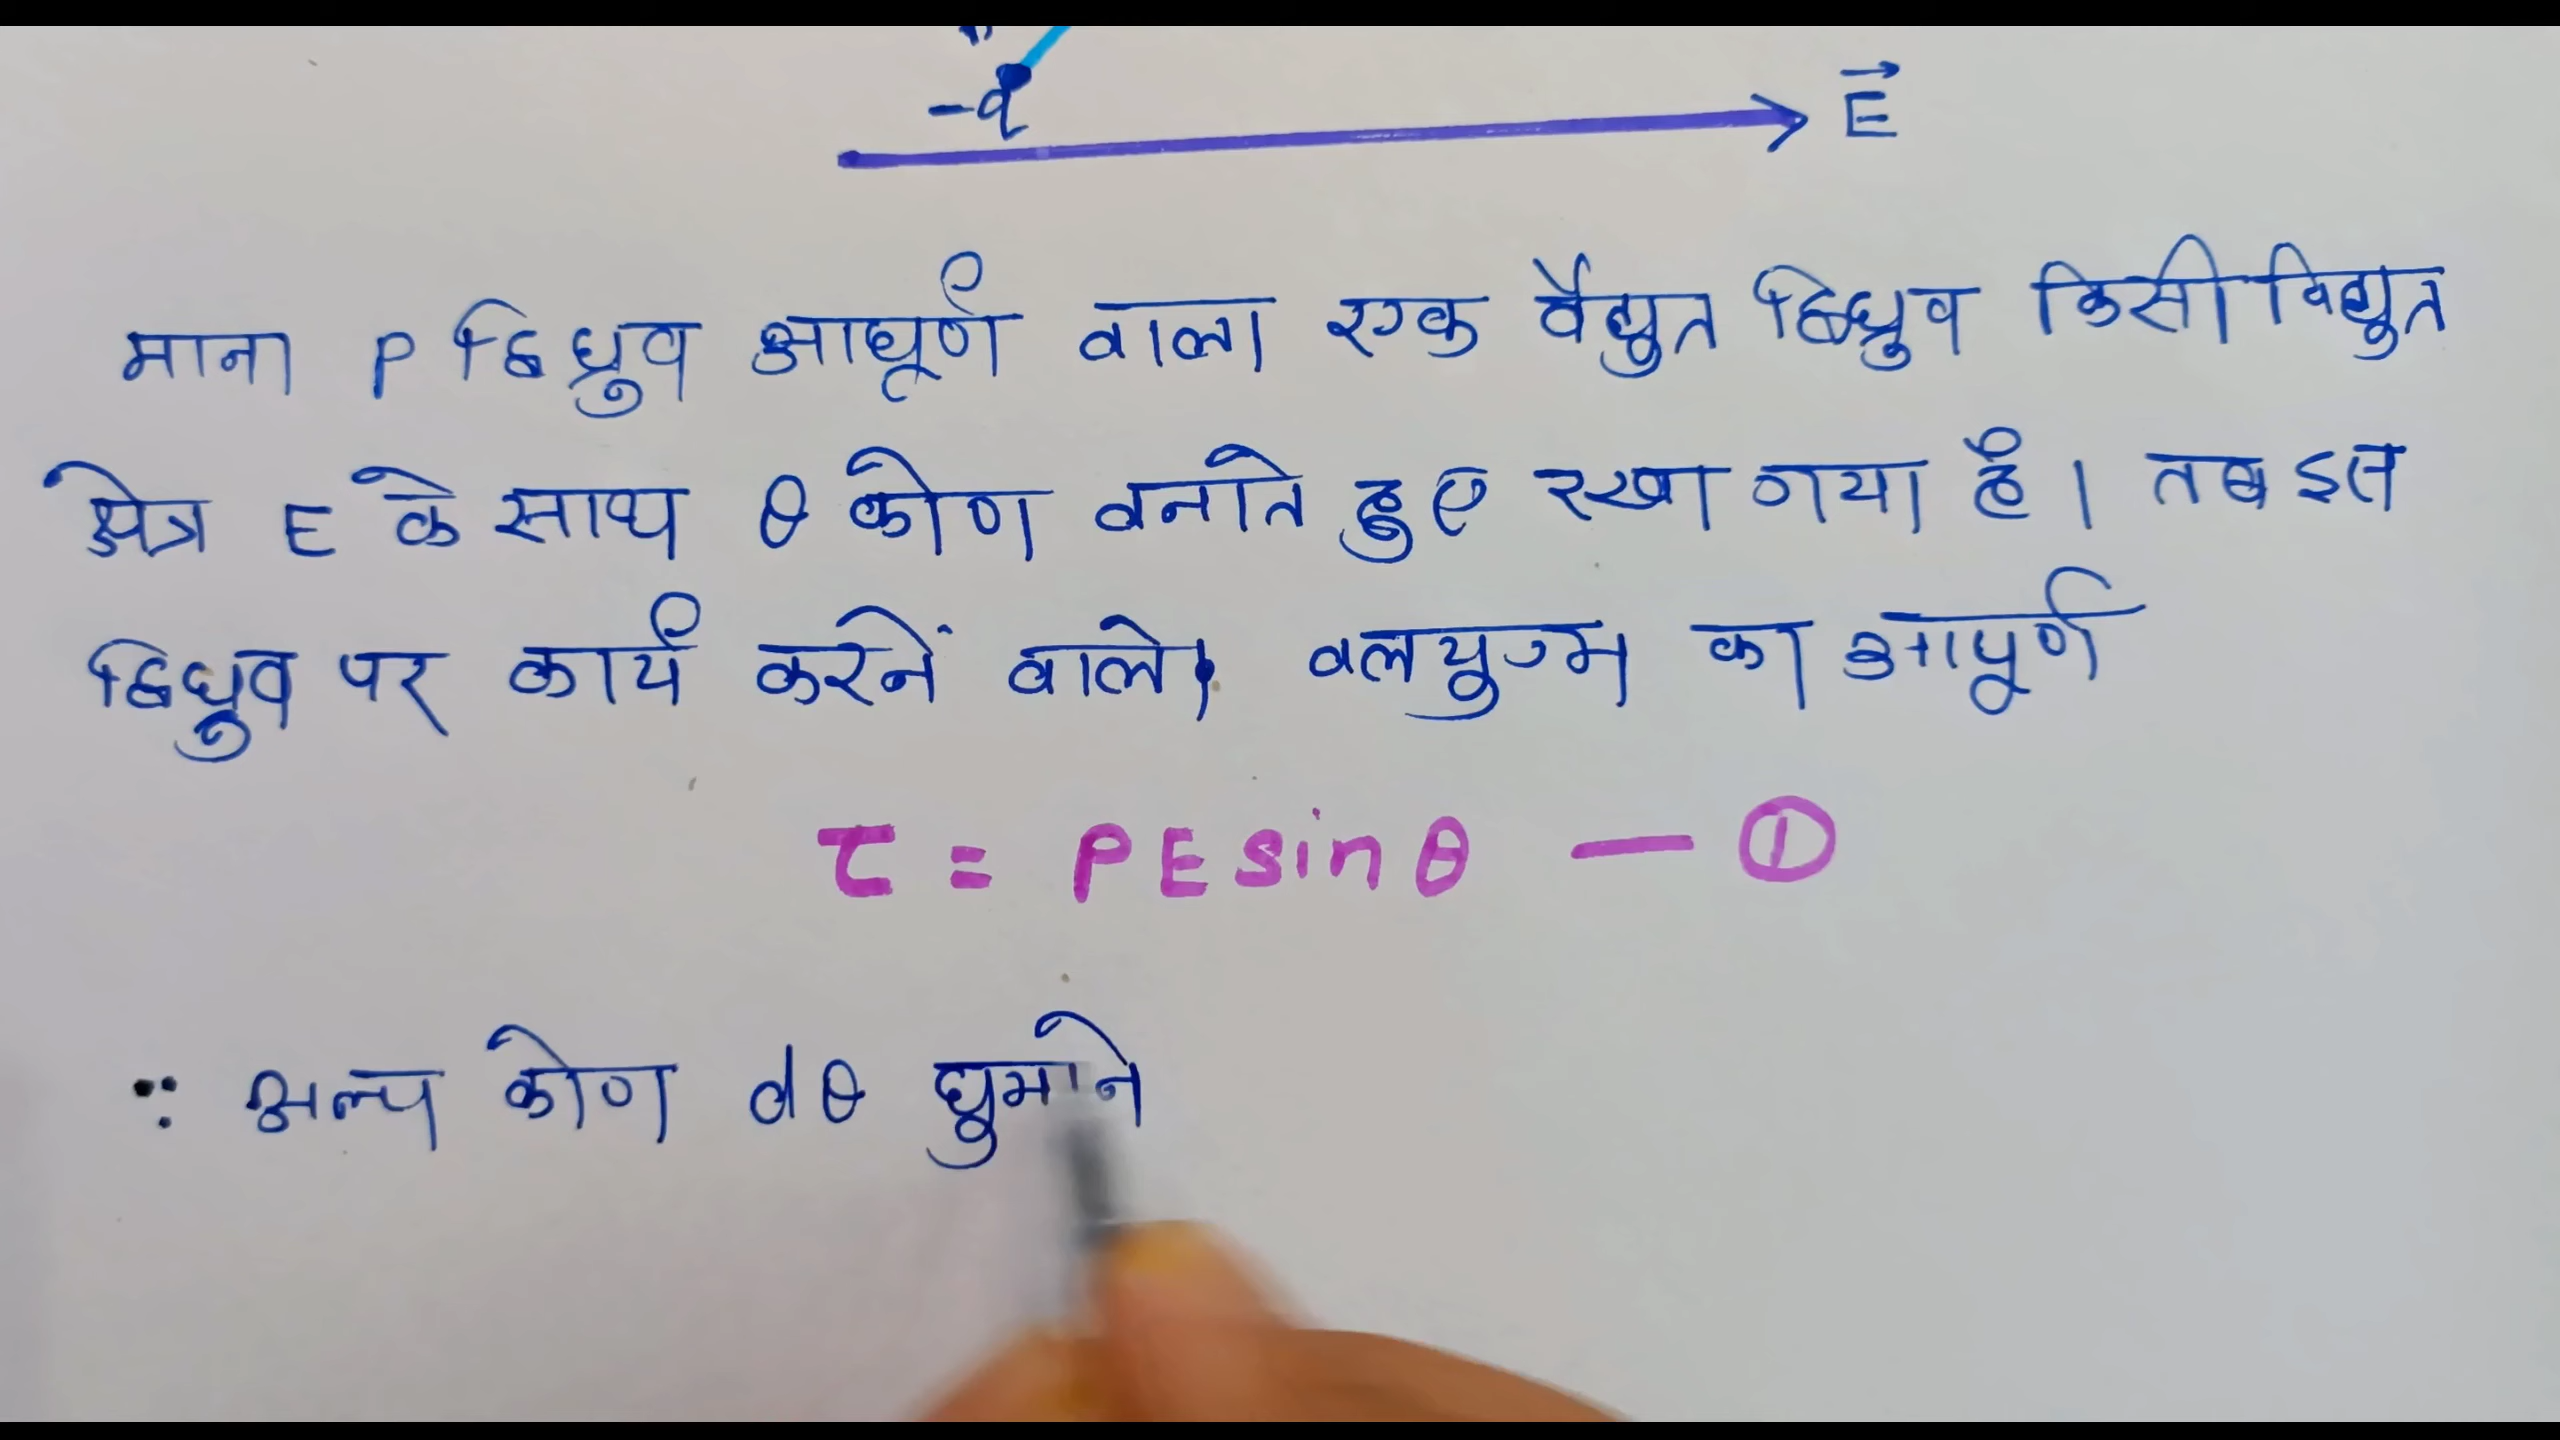 -q
E
माना P द्विध्रुव आघूर्ण वाला एक वैद्युत द्विध्रुव किसी विद्युत
क्षेत्र E के साथ θ कोण बनाते हुए रखा गया है। तब इस
द्विध्रुव पर कार्य करनें वाले बलयुग्म का आघूर्ण
τ = PE sin θ — ①
∵ अल्प कोण dθ घुमाने